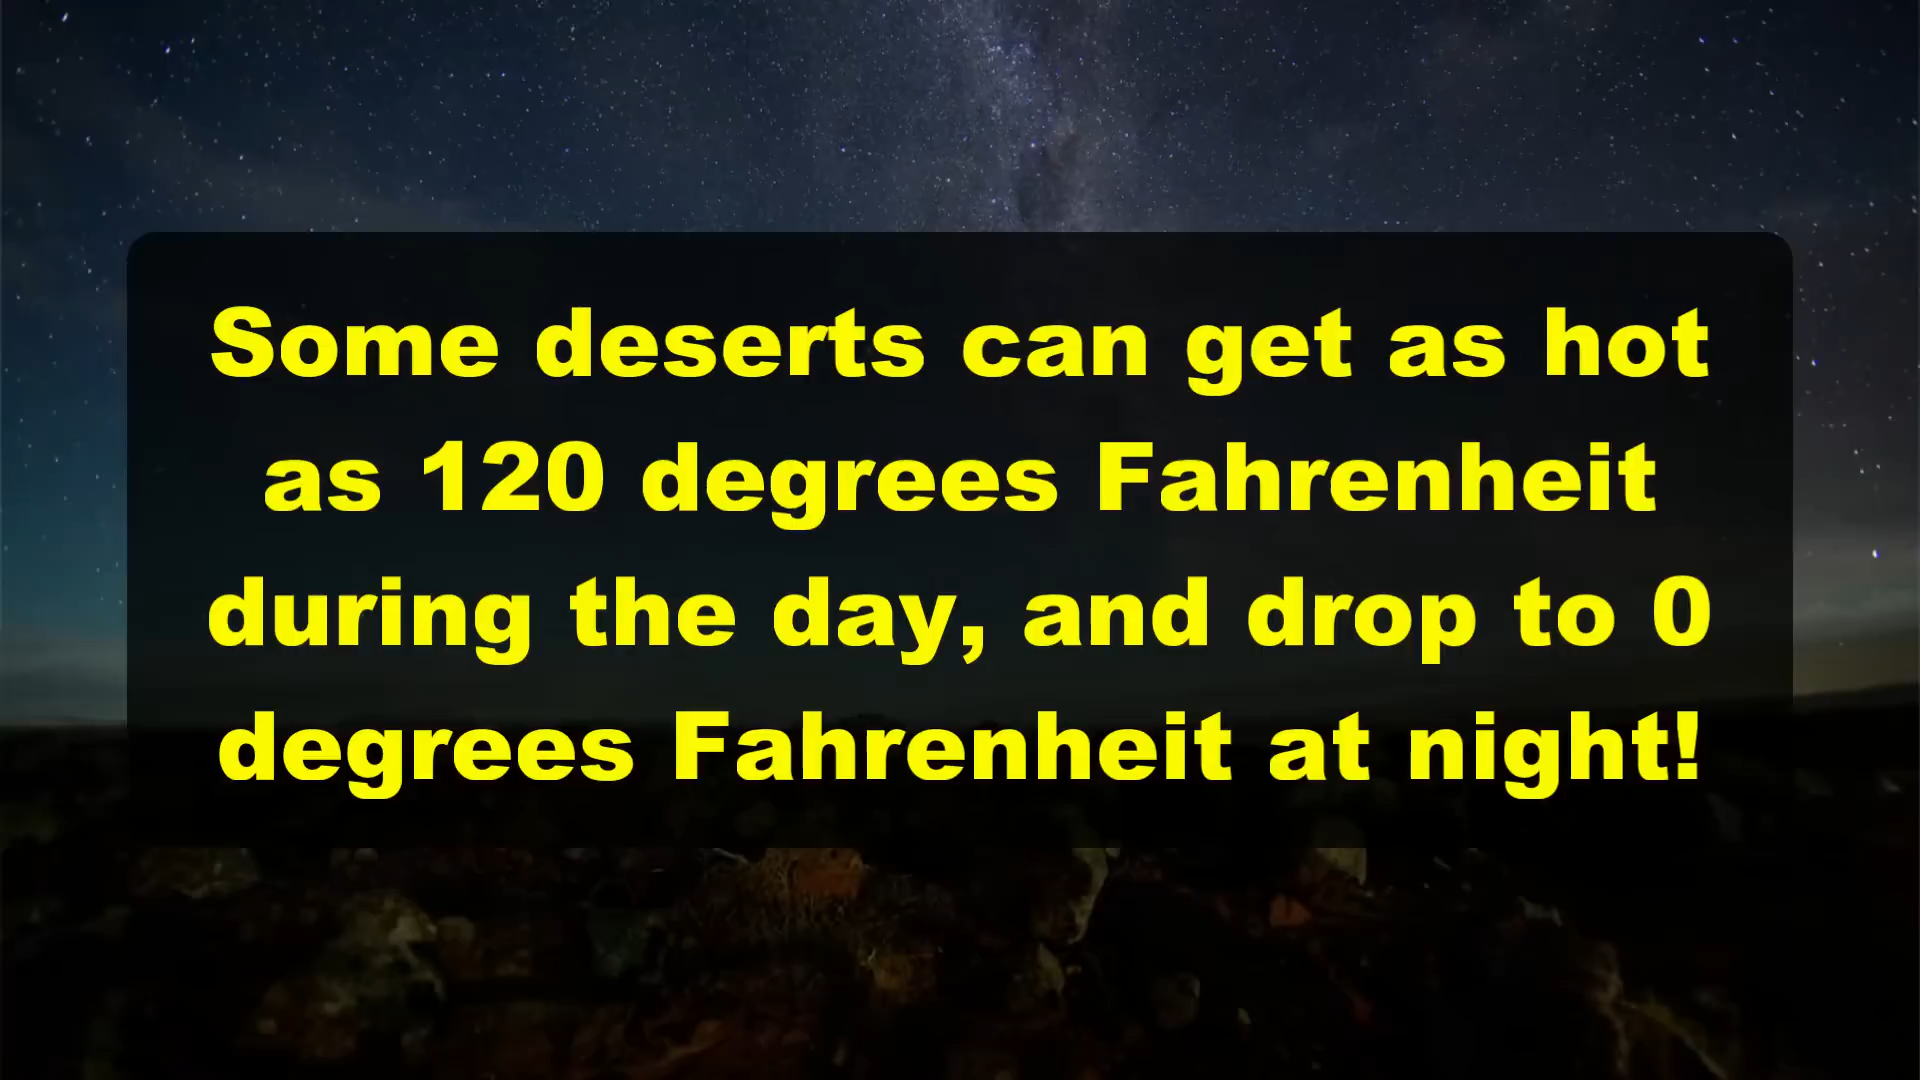 Some deserts can get as hot
as 120 degrees Fahrenheit
during the day, and drop to 0
degrees Fahrenheit at night!